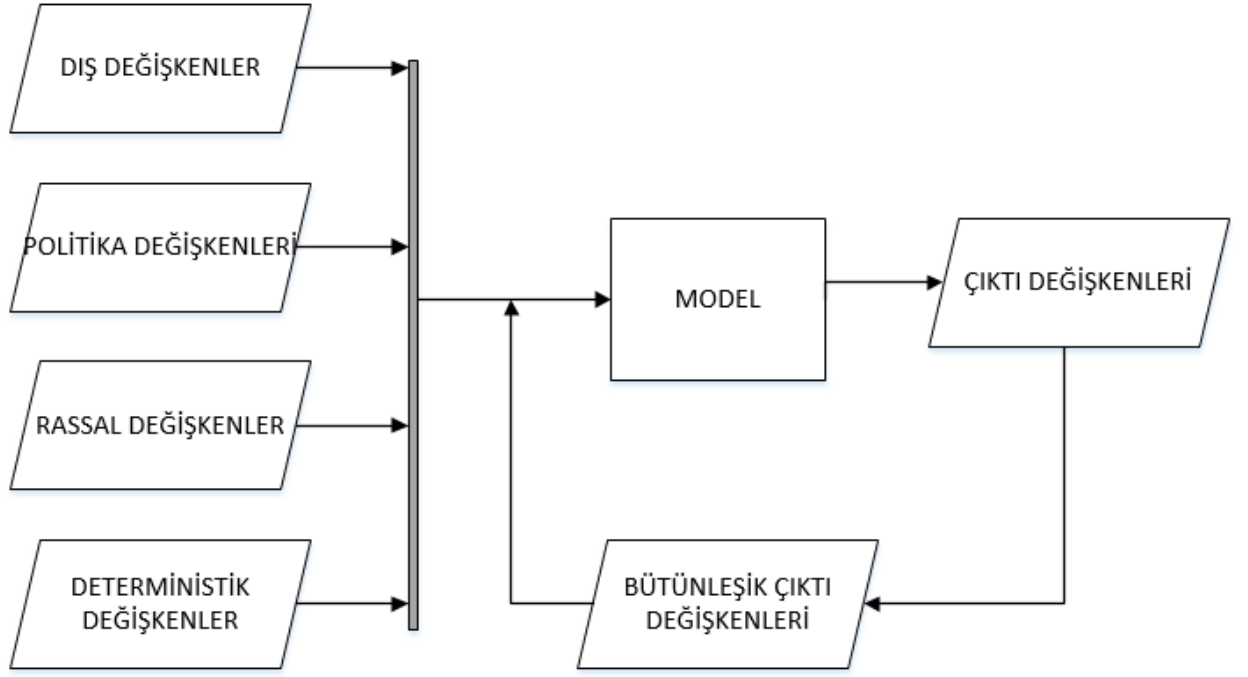 DIŞ DEĞİŞKENLER
POLİTİKA DEĞİŞKENLERİ
RASSAL DEĞİŞKENLER
DETERMİNİSTİK
DEĞİŞKENLER
MODEL
ÇIKTI DEĞİŞKENLERİ
BÜTÜNLEŞİK ÇIKTI
DEĞİŞKENLERİ